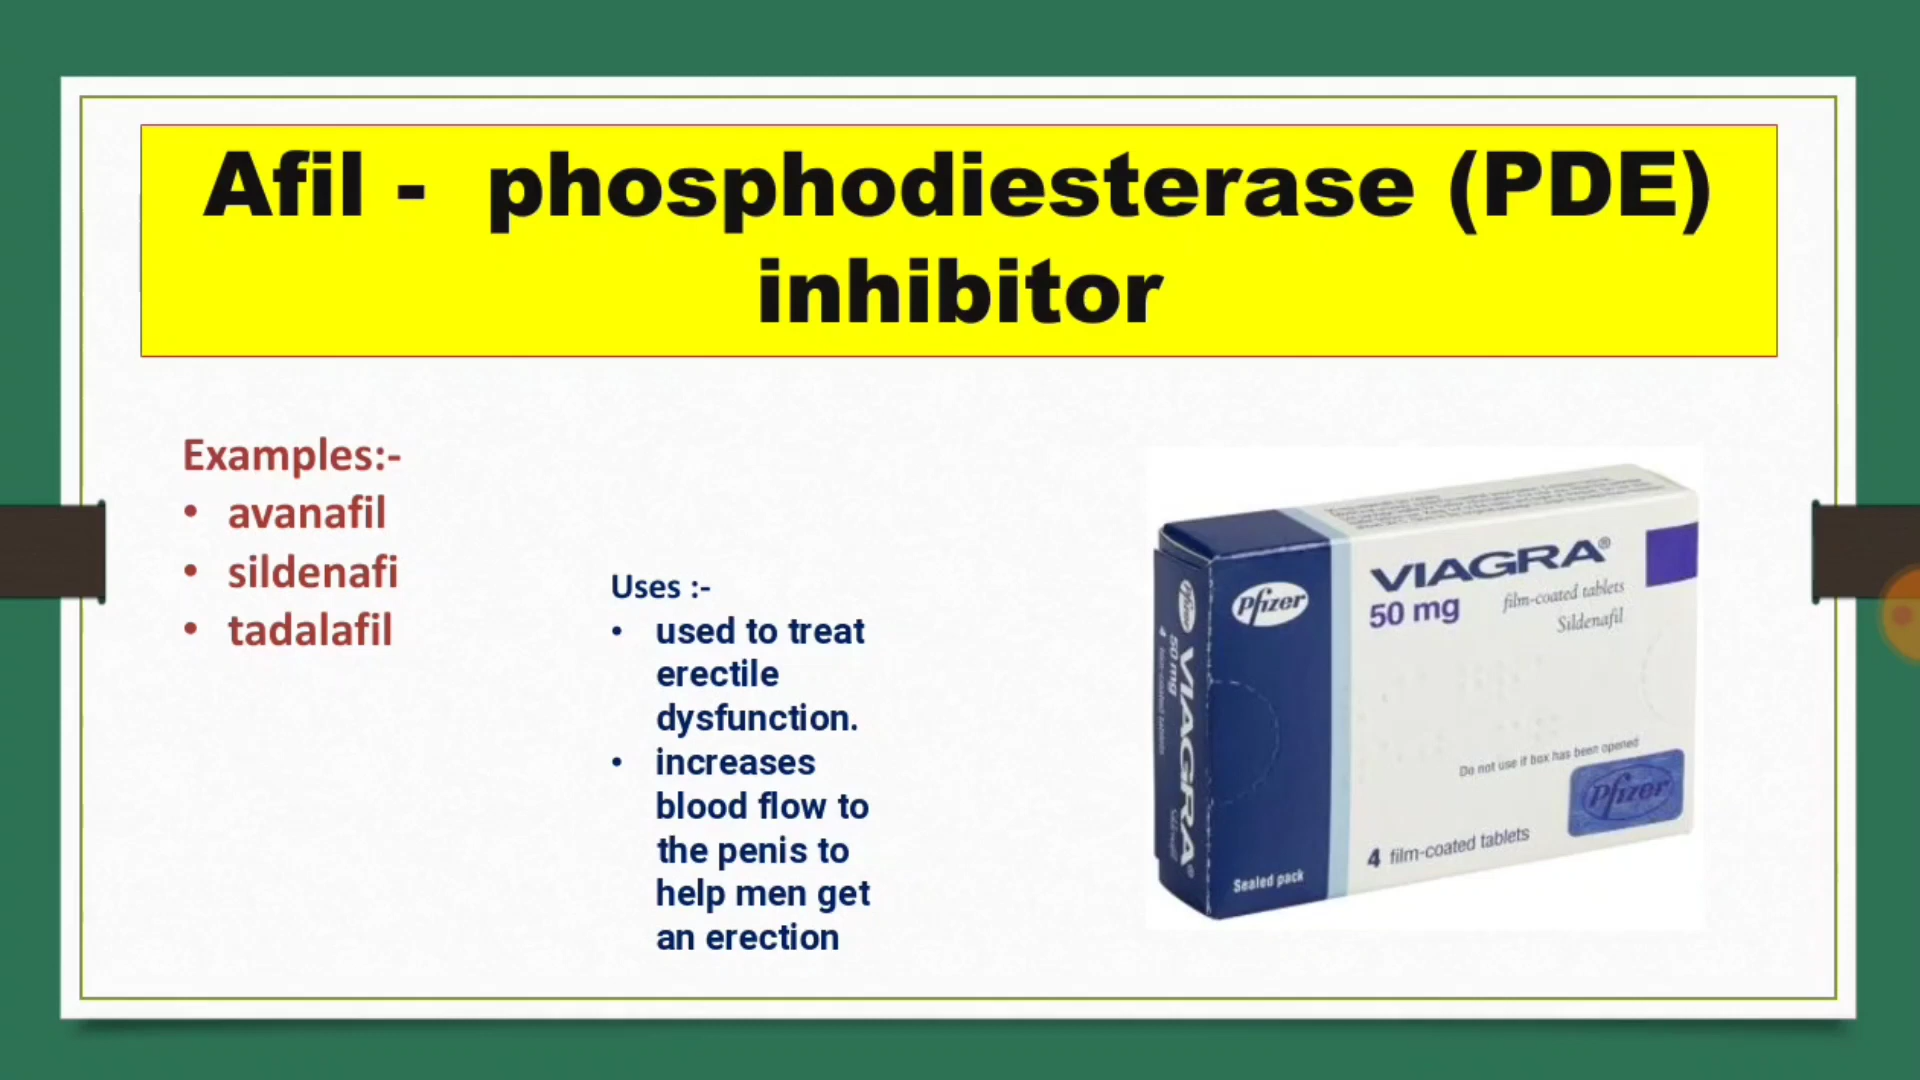 Afil - phosphodiesterase (PDE)
inhibitor
Examples:-
• avanafil
• sildenafi
• tadalafil
Uses :-
• used to treat
erectile
dysfunction.
• increases
blood flow to
the penis to
help men get
an erection
VIAGRA®
50 mg film-coated tablets
Sildenafil
Pfizer
Pfizer
50 mg
VIAGRA®
Do not use if box has been opened
Pfizer
4 film-coated tablets
Sealed pack